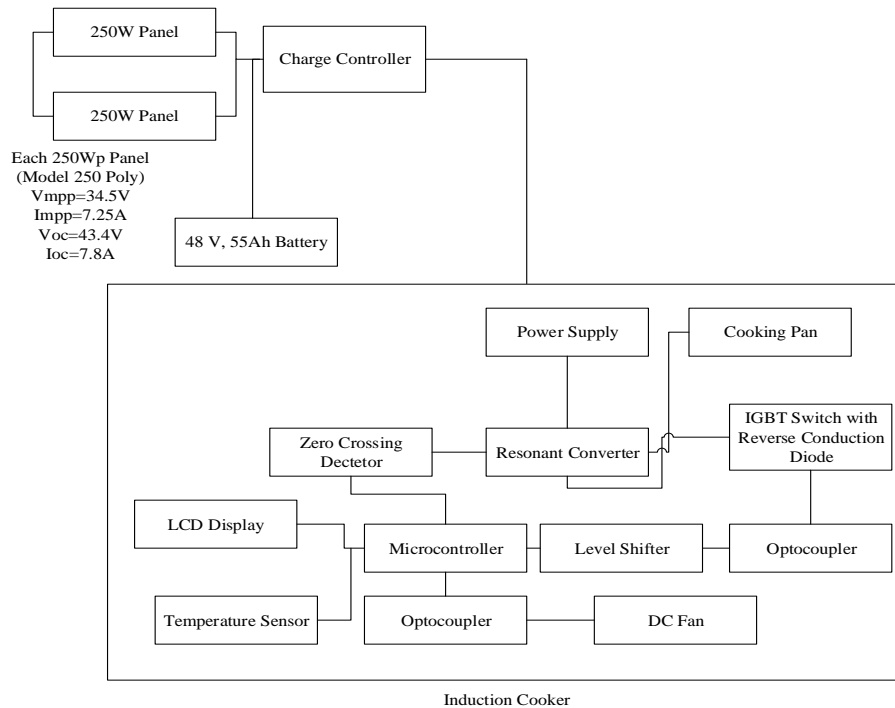 250W Panel
Charge Controller
250W Panel
Each 250Wp Panel
(Model 250 Poly)
Vmpp=34.5V
Impp=7.25A
Voc=43.4V
Ioc=7.8A
48 V, 55Ah Battery
Power Supply
Cooking Pan
IGBT Switch with
Reverse Conduction
Diode
Zero Crossing
Dectetor
Resonant Converter
LCD Display
Microcontroller
Level Shifter
Optocoupler
Temperature Sensor
Optocoupler
DC Fan
Induction Cooker